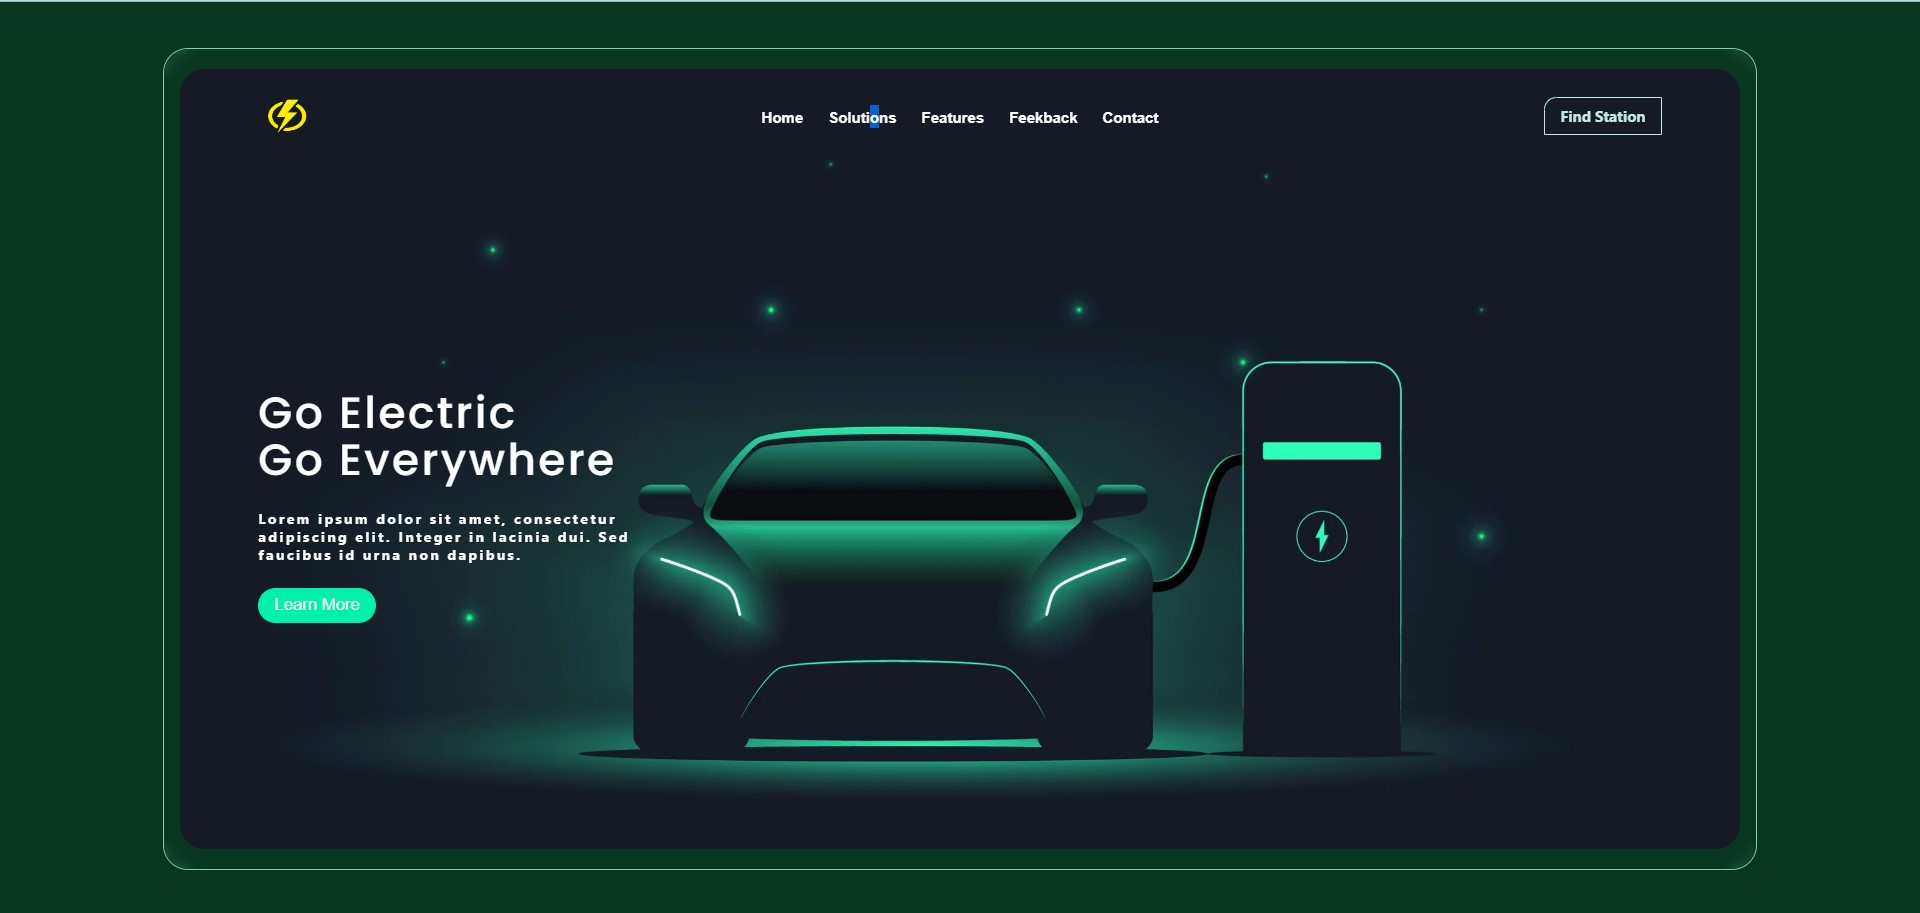 Home Solutions Features Feekback Contact Find Station
Go Electric
Go Everywhere
Lorem ipsum dolor sit amet, consectetur
adipiscing elit. Integer in lacinia dui. Sed
faucibus id urna non dapibus.
Learn More